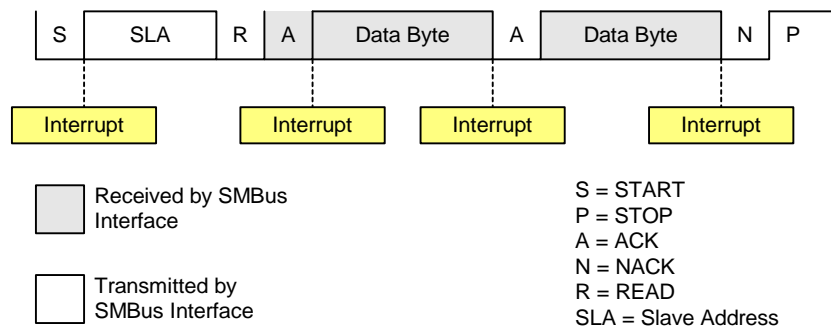 S SLA R A Data Byte A Data Byte N P
Interrupt Interrupt Interrupt Interrupt
Received by SMBus
Interface
Transmitted by
SMBus Interface
S = START
P = STOP
A = ACK
N = NACK
R = READ
SLA = Slave Address